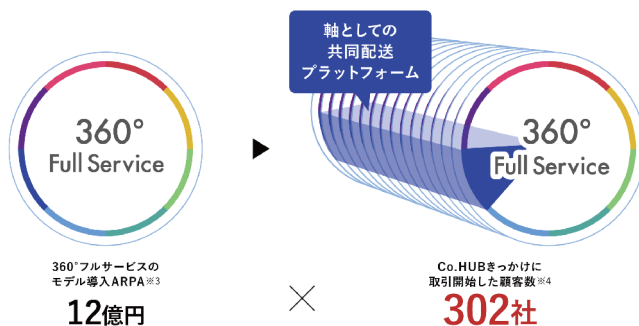 軸としての
共同配送
プラットフォーム
360°
Full Service
▶
360°
Full Service
360°フルサービスの
モデル導入ARPA※3
12億円
×
Co.HUBきっかけに
取引開始した顧客数※4
302社